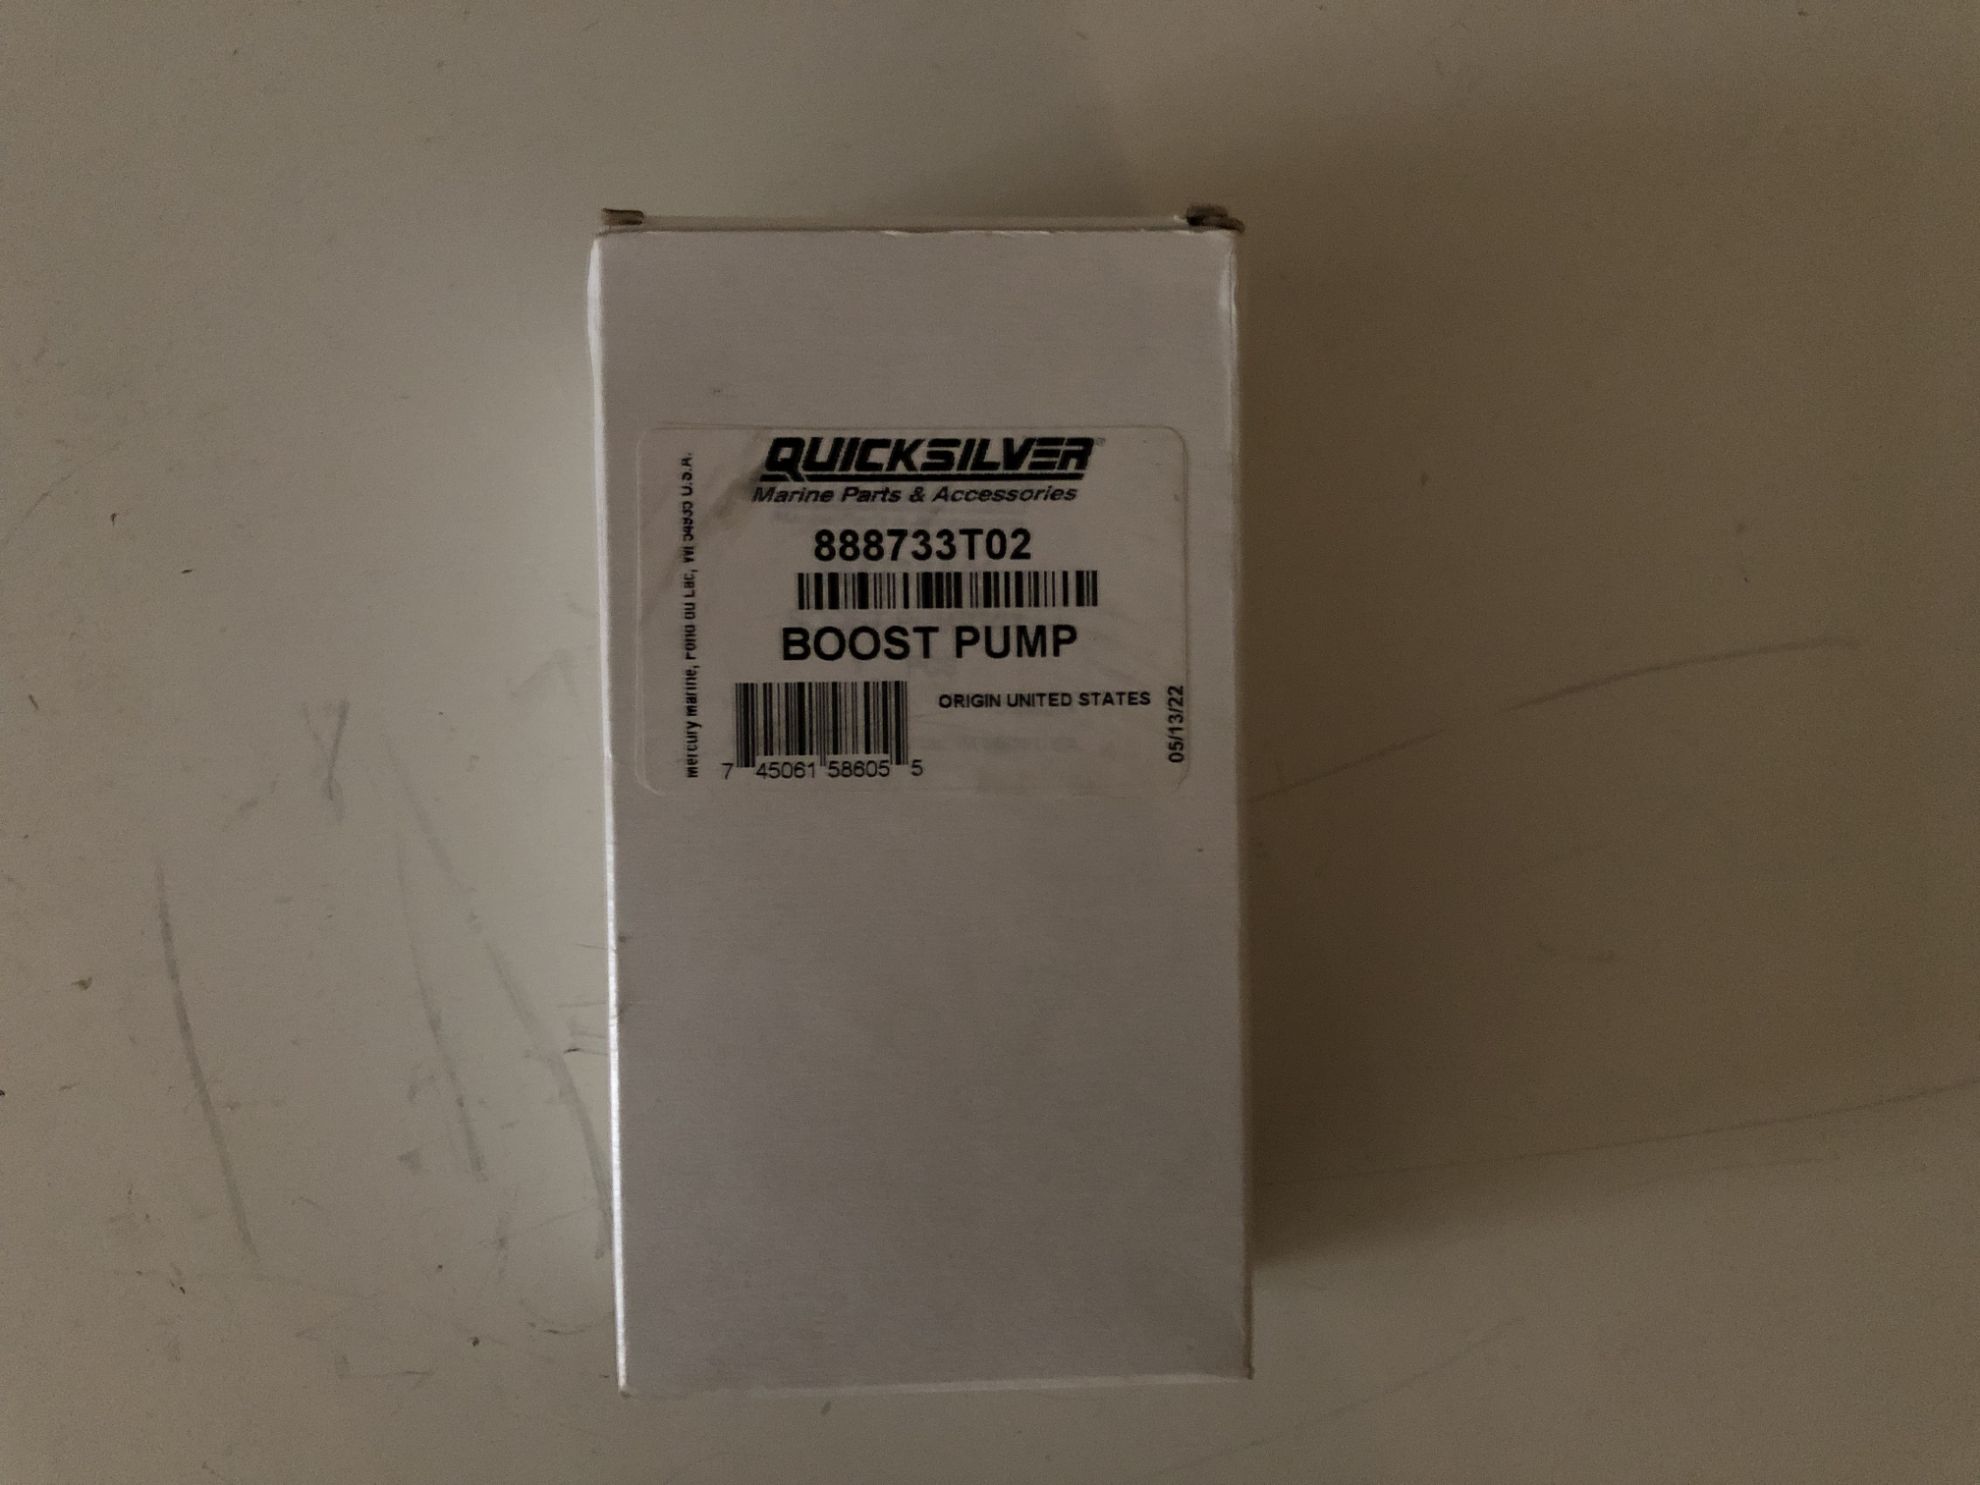 QUICKSILVER®
Marine Parts & Accessories
888733T02
BOOST PUMP
ORIGIN UNITED STATES
7 45061 58605 5
05/13/22
Mercury Marine, Fond du Lac, WI 54935 U.S.A.